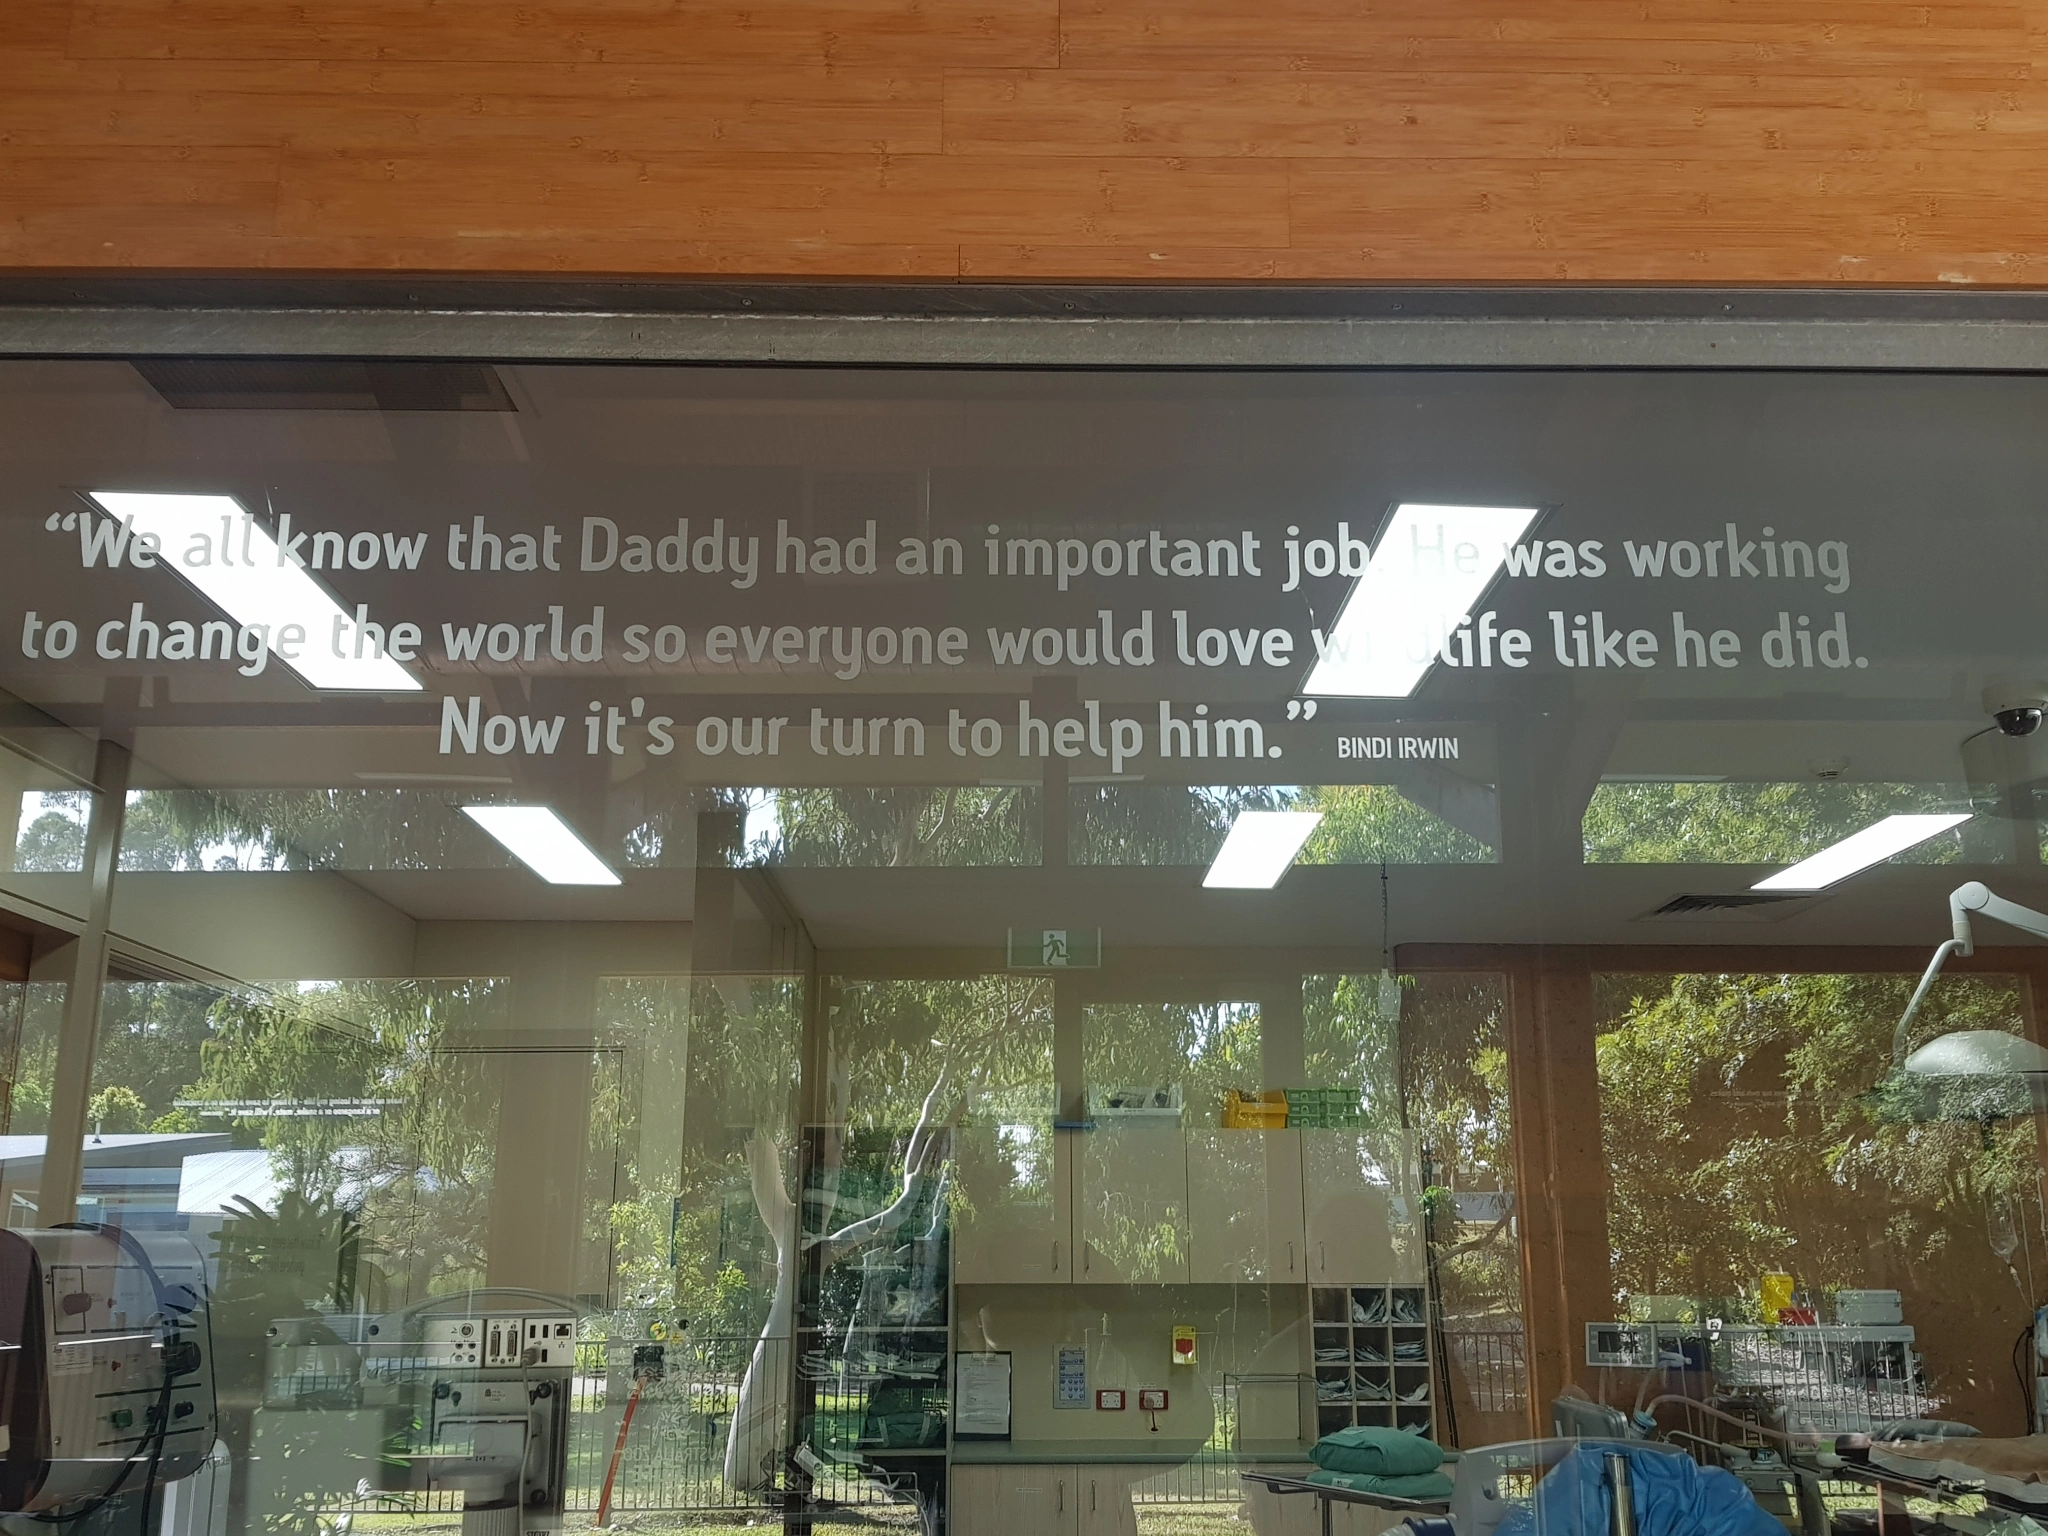 “We all know that Daddy had an important job. He was working
to change the world so everyone would love wildlife like he did.
Now it's our turn to help him.” BINDI IRWIN